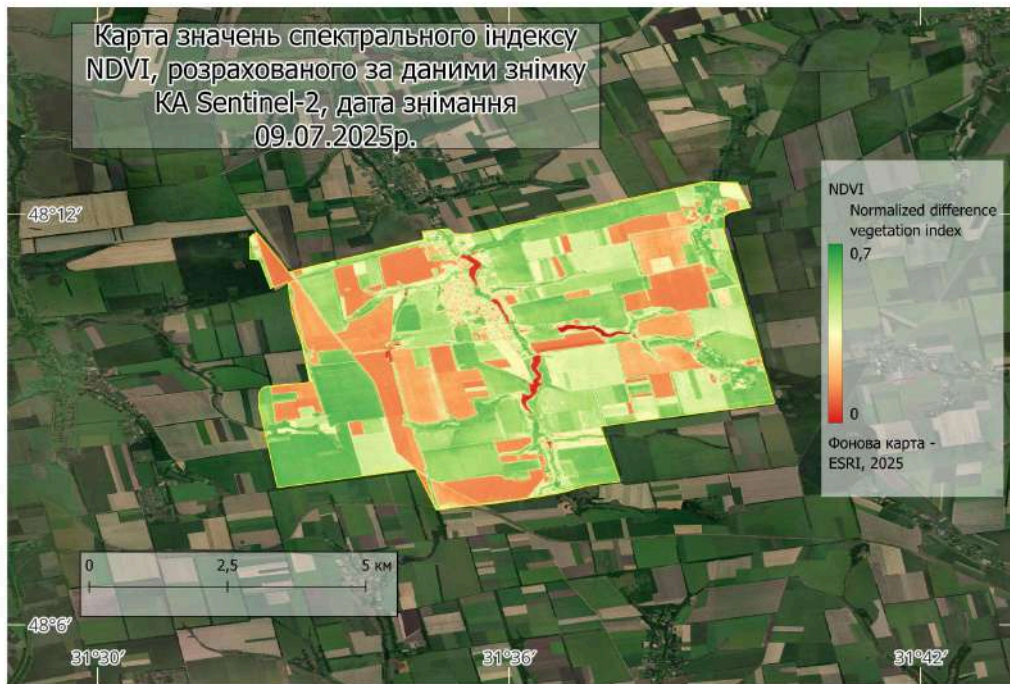 Карта значень спектрального індексу
NDVI, розрахованого за даними знімку
КА Sentinel-2, дата знімання
09.07.2025р.
48°12′
NDVI
Normalized difference
vegetation index
0,7
0
Фонова карта -
ESRI, 2025
0 2,5 5 км
48°6′
31°30′ 31°36′ 31°42′